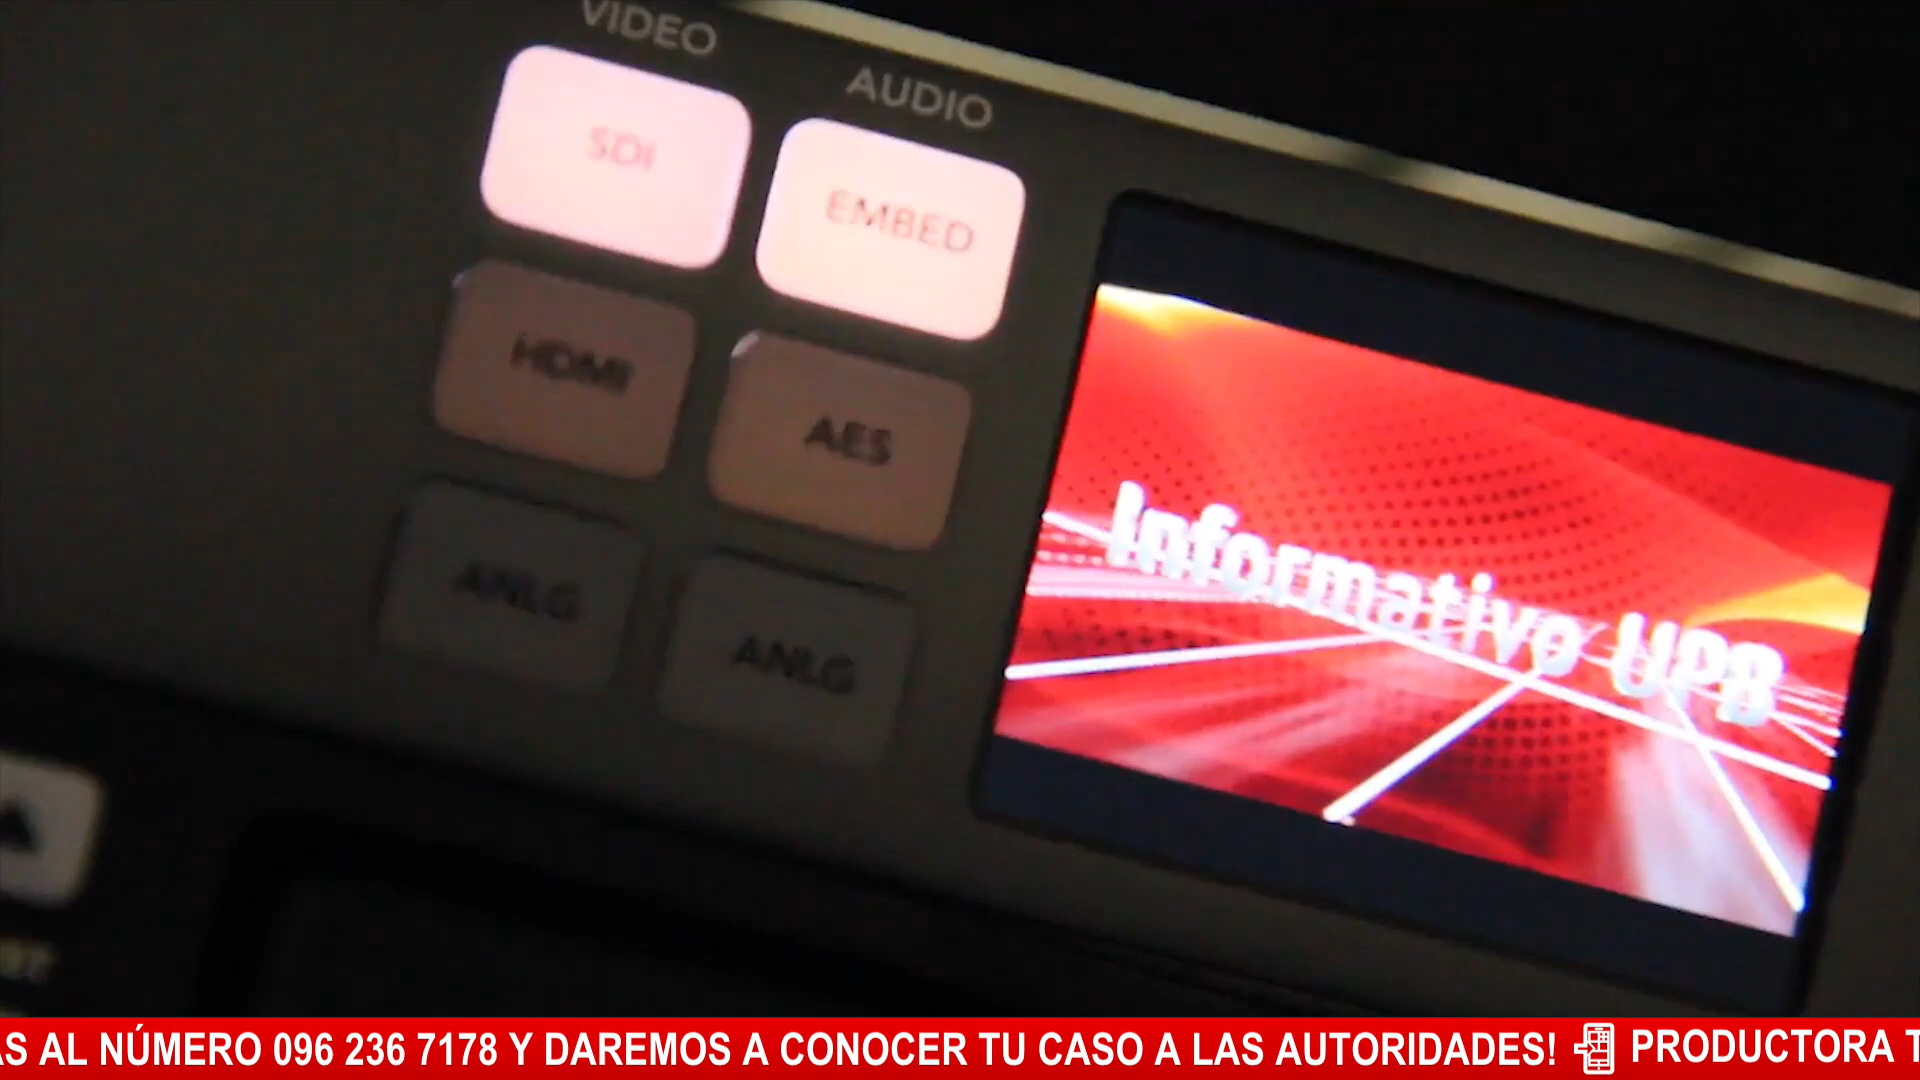 VIDEO
AUDIO
SDI
EMBED
HDMI
AES
ANLG
ANLG
Informativo UPB
AL NÚMERO 096 236 7178 Y DAREMOS A CONOCER TU CASO A LAS AUTORIDADES! PRODUCTORA